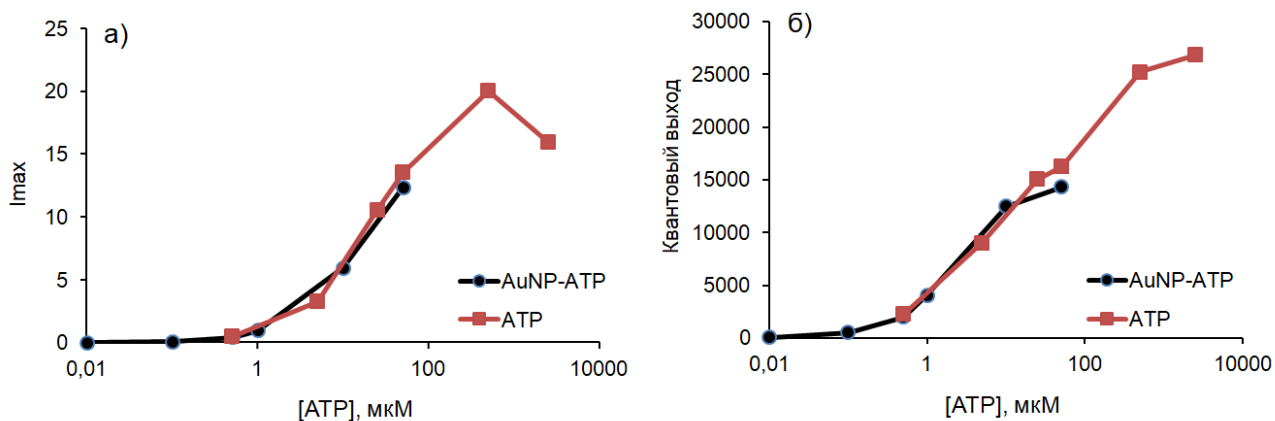 а)
25
20
15
10
5
0
Imax
0,01
1
100
10000
[ATP], мкМ
AuNP-ATP
ATP
б)
30000
25000
20000
15000
10000
5000
0
Квантовый выход
0,01
1
100
10000
[ATP], мкМ
AuNP-ATP
ATP